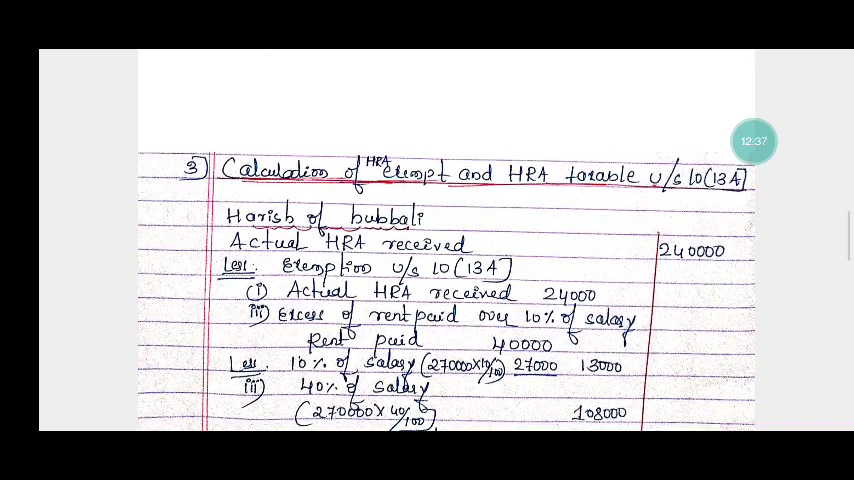 12:37
3) Calculation of HRA exempt and HRA taxable u/s 10(13A)
Harish of hubbali
Actual HRA received 240000
Less: Exemption u/s 10(13A)
(i) Actual HRA received 24000
iii) Excess of rent paid over 10% of salary
Rent paid 40000
Less: 10% of salary (270000x10/100) 27000 13000
(iii) 40% of salary
(270000x40/100) 108000